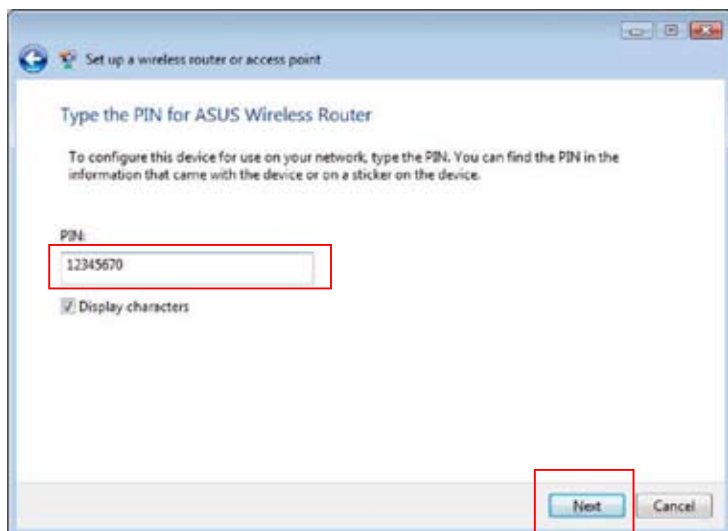 Set up a wireless router or access point
Type the PIN for ASUS Wireless Router
To configure this device for use on your network, type the PIN. You can find the PIN in the
information that came with the device or on a sticker on the device.
PIN:
12345670
Display characters
Next
Cancel